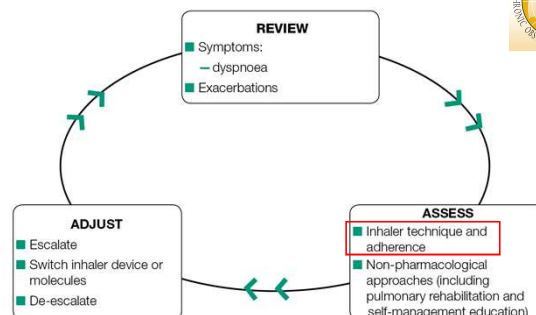 REVIEW
Symptoms:
– dyspnoea
Exacerbations
ADJUST
Escalate
Switch inhaler device or
molecules
De-escalate
ASSESS
Inhaler technique and
adherence
Non-pharmacological
approaches (including
pulmonary rehabilitation and
self-management education)